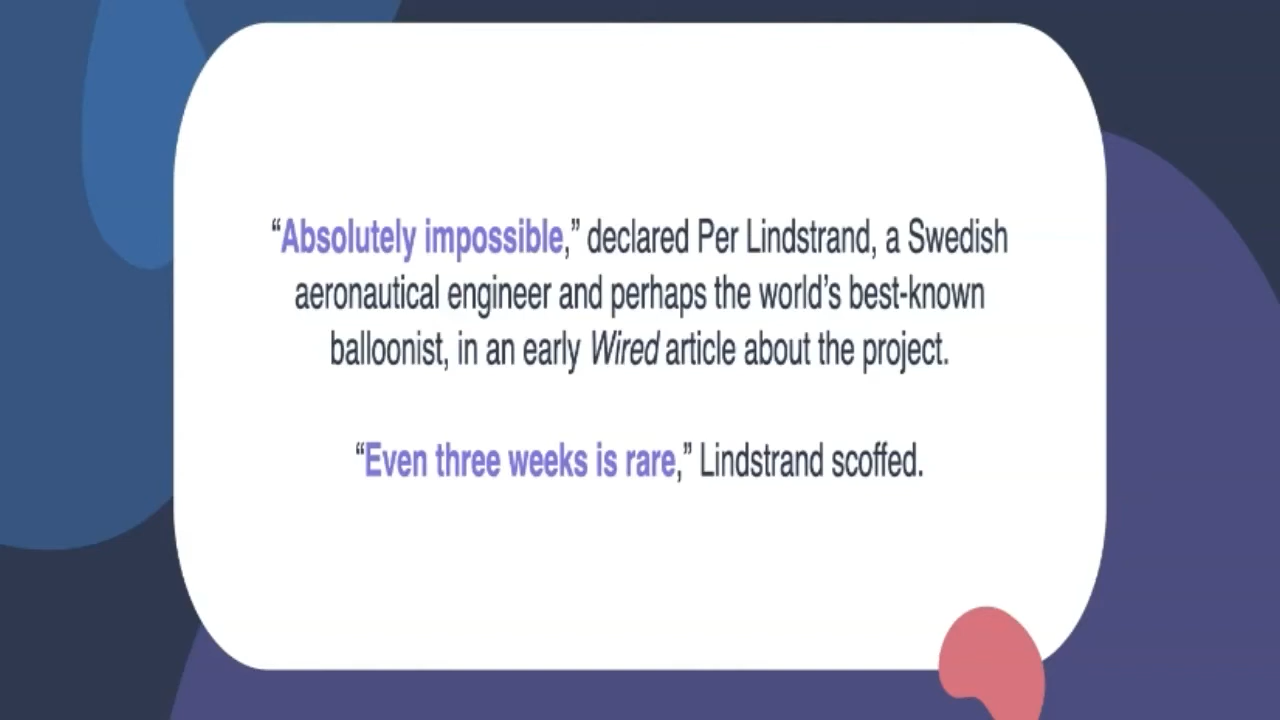 “Absolutely impossible,” declared Per Lindstrand, a Swedish
aeronautical engineer and perhaps the world’s best-known
balloonist, in an early Wired article about the project.
“Even three weeks is rare,” Lindstrand scoffed.